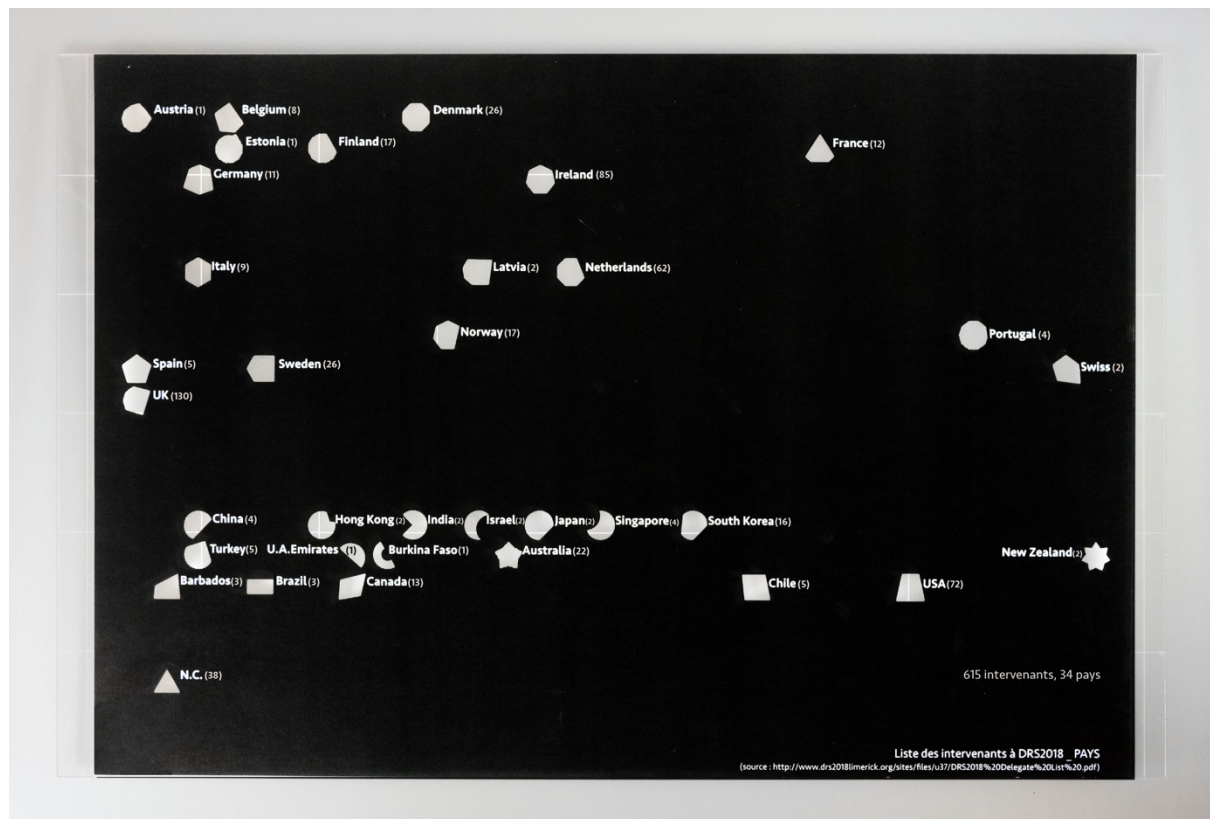 Austria (1) Belgium (8) Denmark (26)
Estonia (1) Finland (17) France (12)
Germany (11) Ireland (85)
Italy (9) Latvia (2) Netherlands (62)
Norway (17) Portugal (4)
Spain (5) Sweden (26) Swiss (2)
UK (130)
China (4) Hong Kong (2) India (2) Israel (2) Japan (2) Singapore (4) South Korea (16)
Turkey (5) U.A.Emirates (1) Burkina Faso (1) Australia (22) New Zealand (2)
Barbados (3) Brazil (3) Canada (13) Chile (5) USA (72)
N.C. (38) 615 intervenants, 34 pays
Liste des intervenants à DRS2018 _ PAYS
(source : http://www.drs2018limerick.org/sites/files/u37/DRS2018%20Delegate%20List%20.pdf)